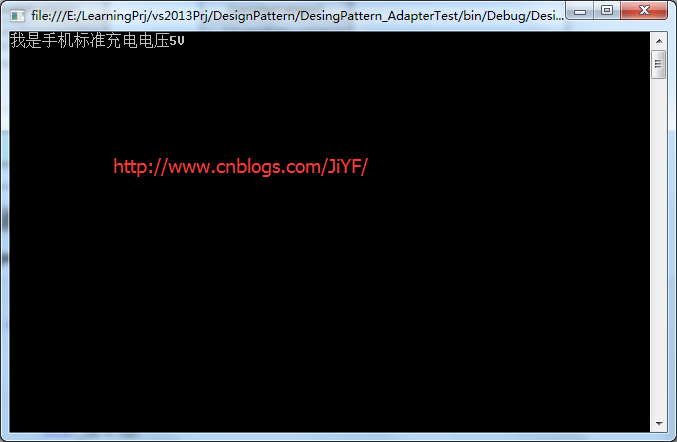 file:///E:/LearningPrj/vs2013Prj/DesignPattern/DesingPattern_AdapterTest/bin/Debug/Desi...
我是手机标准充电电压5V
http://www.cnblogs.com/JiYF/